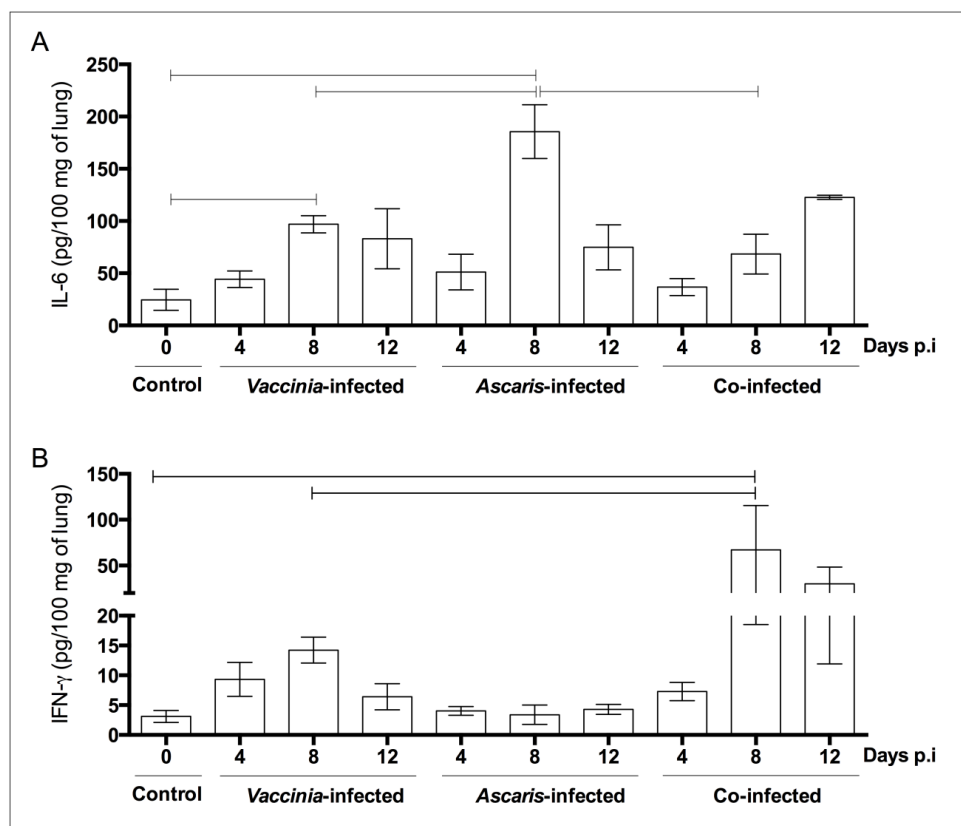 A
IL-6 (pg/100 mg of lung)
250
200
150
100
50
0
0 4 8 12 4 8 12 4 8 12 Days p.i
Control Vaccinia-infected Ascaris-infected Co-infected
B
IFN-γ (pg/100 mg of lung)
150
100
50
20
15
10
5
0
0 4 8 12 4 8 12 4 8 12 Days p.i
Control Vaccinia-infected Ascaris-infected Co-infected